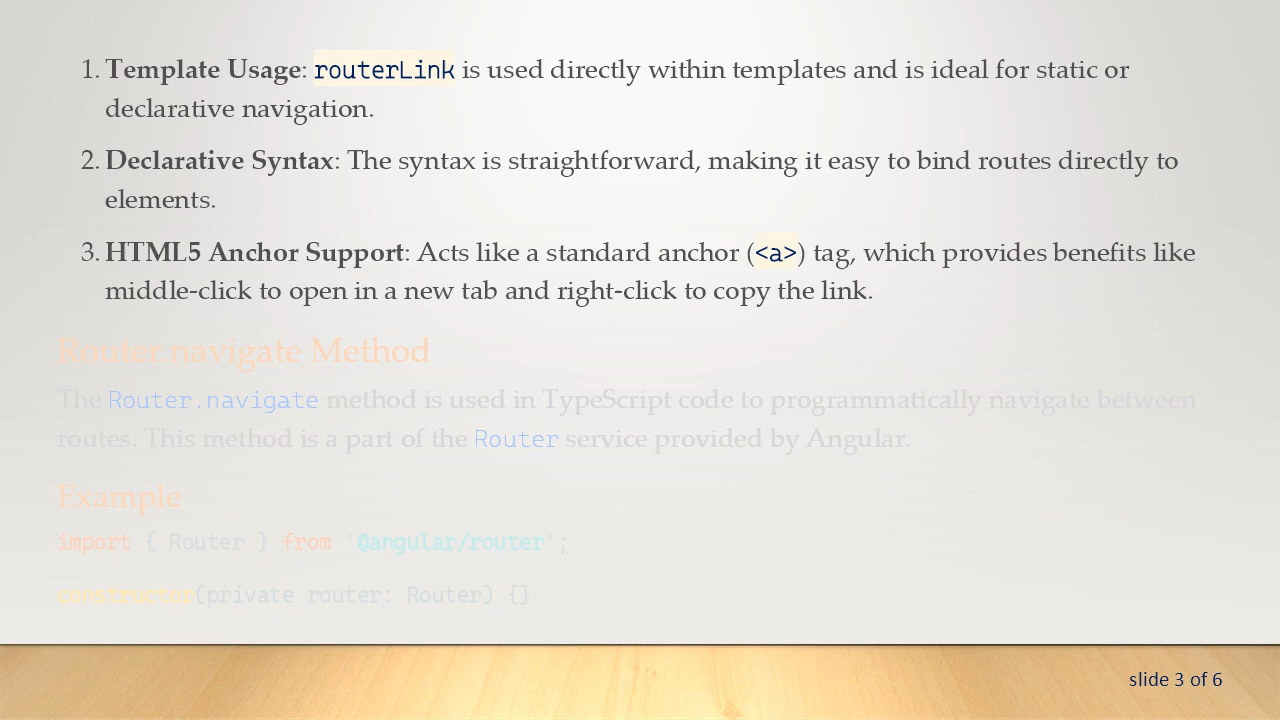 1. Template Usage: routerLink is used directly within templates and is ideal for static or
declarative navigation.
2. Declarative Syntax: The syntax is straightforward, making it easy to bind routes directly to
elements.
3. HTML5 Anchor Support: Acts like a standard anchor (<a>) tag, which provides benefits like
middle-click to open in a new tab and right-click to copy the link.
Router.navigate Method
The Router.navigate method is used in TypeScript code to programmatically navigate between
routes. This method is a part of the Router service provided by Angular.
Example
import { Router } from '@angular/router';
constructor(private router: Router) {}
slide 3 of 6